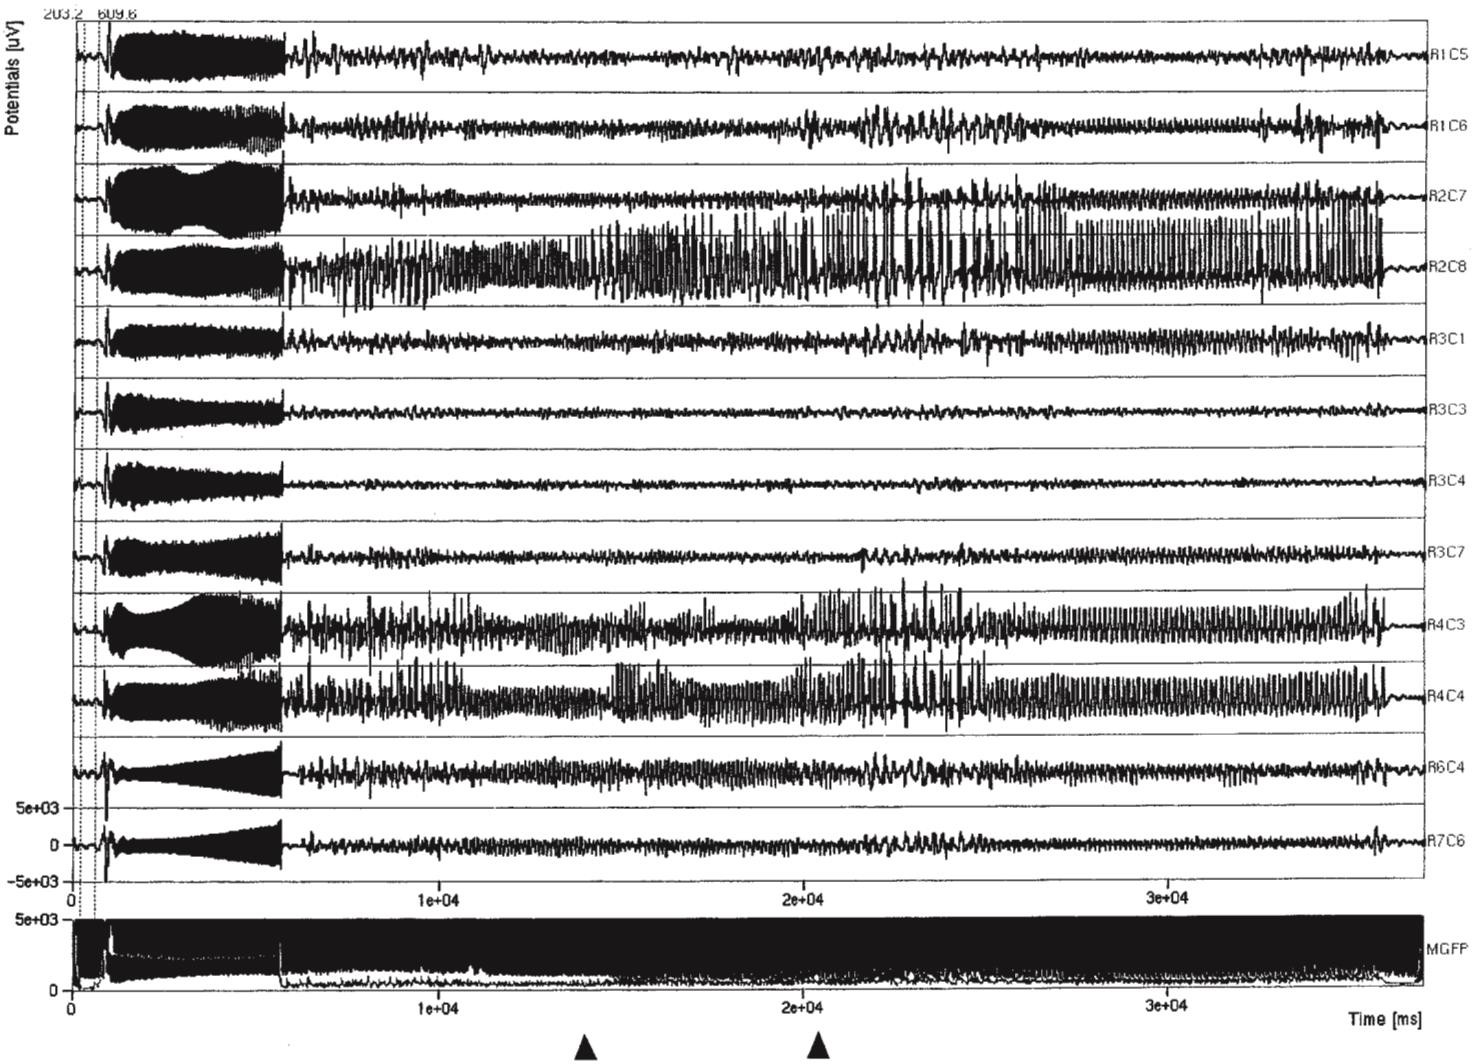 203.2 609.6
Potentials [uV]
R1C5
R1C6
R2C7
R2C8
R3C1
R3C3
R3C4
R3C7
R4C3
R4C4
R6C4
5e+03
0
R7C6
-5e+03
0 1e+04 2e+04 3e+04
5e+03
MGFP
0
0 1e+04 2e+04 3e+04
Time [ms]